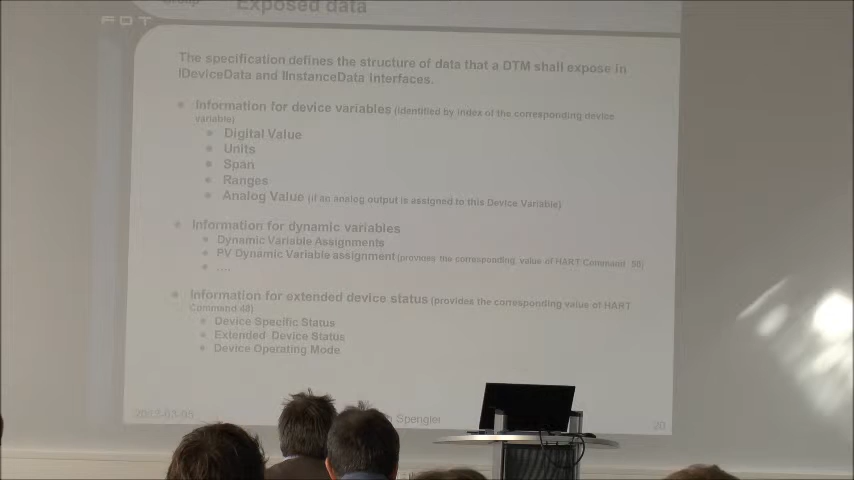 Exposed data
Group
FDT
The specification defines the structure of data that a DTM shall expose in
IDeviceData and IInstanceData interfaces.
Information for device variables (identified by index of the corresponding device
variable)
Digital Value
Units
Span
Ranges
Analog Value (if an analog output is assigned to this Device Variable)
Information for dynamic variables
Dynamic Variable Assignments
PV Dynamic Variable assignment (provides the corresponding value of HART Command 50)
....
Information for extended device status (provides the corresponding value of HART
Command 48)
Device Specific Status
Extended Device Status
Device Operating Mode
Spengler
20